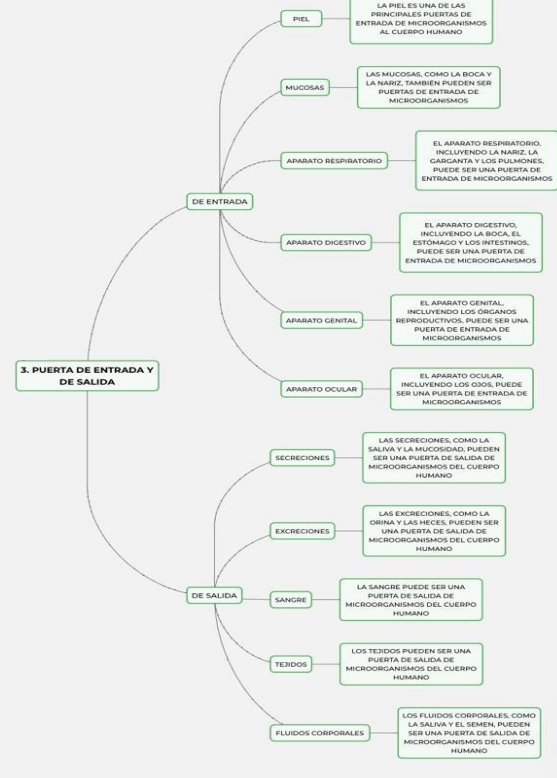 LA PIEL ES UNA DE LAS
PRINCIPALES PUERTAS DE
ENTRADA DE MICROORGANISMOS
AL CUERPO HUMANO
PIEL
LAS MUCOSAS, COMO LA BOCA Y
LA NARIZ, TAMBIÉN PUEDEN SER
PUERTAS DE ENTRADA DE
MICROORGANISMOS
MUCOSAS
EL APARATO RESPIRATORIO,
INCLUYENDO LA NARIZ, LA
GARGANTA Y LOS PULMONES,
PUEDE SER UNA PUERTA DE
ENTRADA DE MICROORGANISMOS
APARATO RESPIRATORIO
DE ENTRADA
EL APARATO DIGESTIVO,
INCLUYENDO LA BOCA, EL
ESTÓMAGO Y LOS INTESTINOS,
PUEDE SER UNA PUERTA DE
ENTRADA DE MICROORGANISMOS
APARATO DIGESTIVO
EL APARATO GENITAL,
INCLUYENDO LOS ÓRGANOS
REPRODUCTIVOS, PUEDE SER UNA
PUERTA DE ENTRADA DE
MICROORGANISMOS
APARATO GENITAL
3. PUERTA DE ENTRADA Y
DE SALIDA
EL APARATO OCULAR,
INCLUYENDO LOS OJOS, PUEDE
SER UNA PUERTA DE ENTRADA DE
MICROORGANISMOS
APARATO OCULAR
LAS SECRECIONES, COMO LA
SALIVA Y LA MUCOSIDAD, PUEDEN
SER UNA PUERTA DE SALIDA DE
MICROORGANISMOS DEL CUERPO
HUMANO
SECRECIONES
LAS EXCRECIONES, COMO LA
ORINA Y LAS HECES, PUEDEN SER
UNA PUERTA DE SALIDA DE
MICROORGANISMOS DEL CUERPO
HUMANO
EXCRECIONES
DE SALIDA
LA SANGRE PUEDE SER UNA
PUERTA DE SALIDA DE
MICROORGANISMOS DEL CUERPO
HUMANO
SANGRE
LOS TEJIDOS PUEDEN SER UNA
PUERTA DE SALIDA DE
MICROORGANISMOS DEL CUERPO
HUMANO
TEJIDOS
LOS FLUIDOS CORPORALES, COMO
LA SALIVA Y EL SEMEN, PUEDEN
SER UNA PUERTA DE SALIDA DE
MICROORGANISMOS DEL CUERPO
HUMANO
FLUIDOS CORPORALES